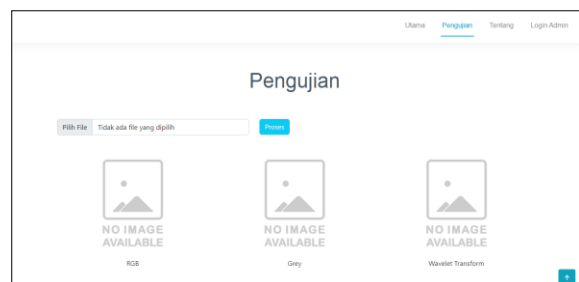 Utama Pengujian Tentang Login Admin
Pengujian
Pilih File Tidak ada file yang dipilih Proses
NO IMAGE AVAILABLE NO IMAGE AVAILABLE NO IMAGE AVAILABLE
RGB Grey Wavelet Transform